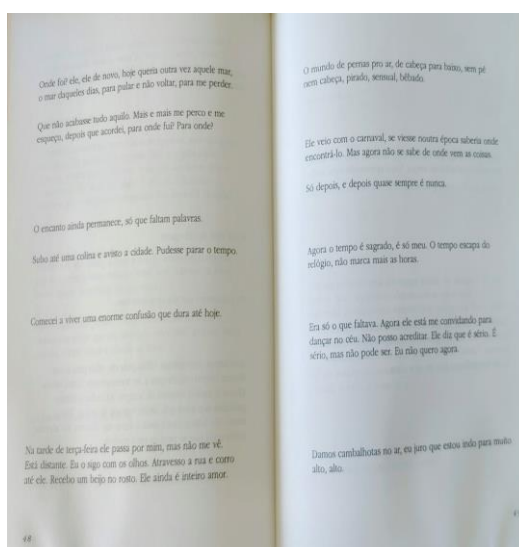 Onde foi? ele, ele de novo, hoje queria outra vez aquele mar,
o mar daqueles dias, para pular e não voltar, para me perder.
Que não acabasse tudo aquilo. Mais e mais me perco e me
esqueço, depois que acordei, para onde fui? Para onde?
O encanto ainda permanece, só que faltam palavras.
Subo até uma colina e avisto a cidade. Pudesse parar o tempo.
Comecei a viver uma enorme confusão que dura até hoje.
Na tarde de terça-feira ele passa por mim, mas não me vê.
Está distante. Eu o sigo com os olhos. Atravesso a rua e corro
até ele. Recebo um beijo no rosto. Ele ainda é inteiro amor.
48
O mundo de pernas pro ar, de cabeça para baixo, sem pé
nem cabeça, pirado, sensual, bêbado.
Ele veio com o carnaval, se viesse noutra época saberia onde
encontrá-lo. Mas agora não se sabe de onde vem as coisas.
Só depois, e depois quase sempre é nunca.
Agora o tempo é sagrado, é só meu. O tempo escapa do
relógio, não marca mais as horas.
Era só o que faltava. Agora ele está me convidando para
dançar no céu. Não posso acreditar. Ele diz que é sério. É
sério, mas não pode ser. Eu não quero agora.
Damos cambalhotas no ar, eu juro que estou indo para muito
alto, alto.